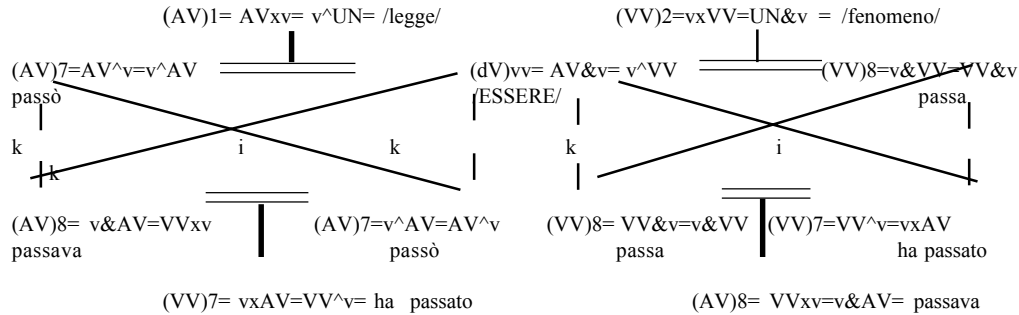 (AV)1= AVxv= v^UN= /legge/ (VV)2=vxVV=UN&v = /fenomeno/
(AV)7=AV^v=v^AV (dV)vv= AV&v= v^VV (VV)8=v&VV=VV&v
passò /ESSERE/ passa
k i k k i
k
(AV)8= v&AV=VVxv (AV)7=v^AV=AV^v (VV)8= VV&v=v&VV (VV)7=VV^v=vxAV
passava passò passa ha passato
(VV)7= vxAV=VV^v= ha passato (AV)8= VVxv=v&AV= passava